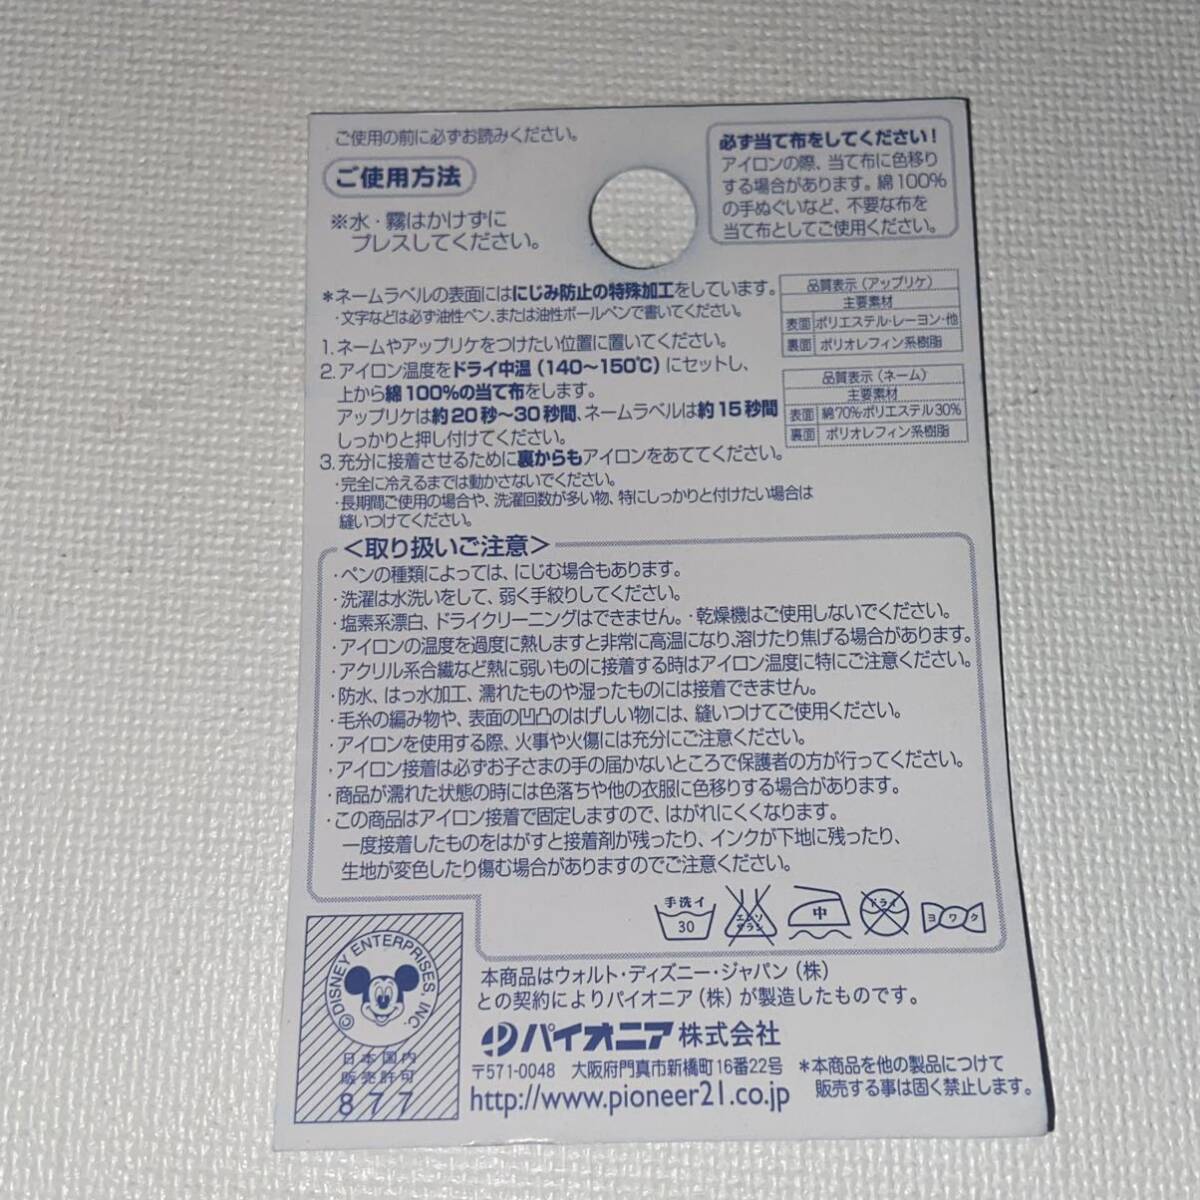 ご使用の前に必ずお読みください。
ご使用方法
※水・霧はかけずに
プレスしてください。
必ず当て布をしてください!
アイロンの際、当て布に色移り
する場合があります。綿100%
の手ぬぐいなど、不要な布を
当て布としてご使用ください。
*ネームラベルの表面にはにじみ防止の特殊加工をしています。
・文字などは必ず油性ペン、または油性ボールペンで書いてください。
1.ネームやアップリケをつけたい位置に置いてください。
2.アイロン温度をドライ中温(140〜150℃)にセットし、
上から綿100%の当て布をします。
アップリケは約20秒〜30秒間、ネームラベルは約15秒間
しっかりと押し付けてください。
3.充分に接着させるために裏からもアイロンをあててください。
・完全に冷えるまでは動かさないでください。
・長期間ご使用の場合や、洗濯回数が多い物、特にしっかりと付けたい場合は
縫いつけてください。
品質表示(アップリケ)
主要素材
表面 ポリエステル・レーヨン・他
裏面 ポリオレフィン系樹脂
品質表示(ネーム)
主要素材
表面 綿70%ポリエステル30%
裏面 ポリオレフィン系樹脂
<取り扱いご注意>
・ペンの種類によっては、にじむ場合もあります。
・洗濯は水洗いをして、弱く手絞りしてください。
・塩素系漂白、ドライクリーニングはできません。・乾燥機はご使用しないでください。
・アイロンの温度を過度に熱しますと非常に高温になり、溶けたり焦げる場合があります。
・アクリル系合繊など熱に弱いものに接着する時はアイロン温度に特にご注意ください。
・防水、はっ水加工、濡れたものや湿ったものには接着できません。
・毛糸の編み物や、表面の凹凸のはげしい物には、縫いつけてご使用ください。
・アイロンを使用する際、火事や火傷には充分にご注意ください。
・アイロン接着は必ずお子さまの手の届かないところで保護者の方が行ってください。
・商品が濡れた状態の時には色落ちや他の衣服に色移りする場合があります。
・この商品はアイロン接着で固定しますので、はがれにくくなります。
一度接着したものをはがすと接着剤が残ったり、インクが下地に残ったり、
生地が変色したり傷む場合がありますのでご注意ください。
手洗イ
30
エンソ
サラシ
中
ドライ
ヨワク
©DISNEY ENTERPRISES, INC.
日本国内
販売許可
877
本商品はウォルト・ディズニー・ジャパン(株)
との契約によりパイオニア(株)が製造したものです。
パイオニア株式会社
〒571-0048 大阪府門真市新橋町16番22号
http://www.pioneer21.co.jp
*本商品を他の製品につけて
販売する事は固く禁止します。